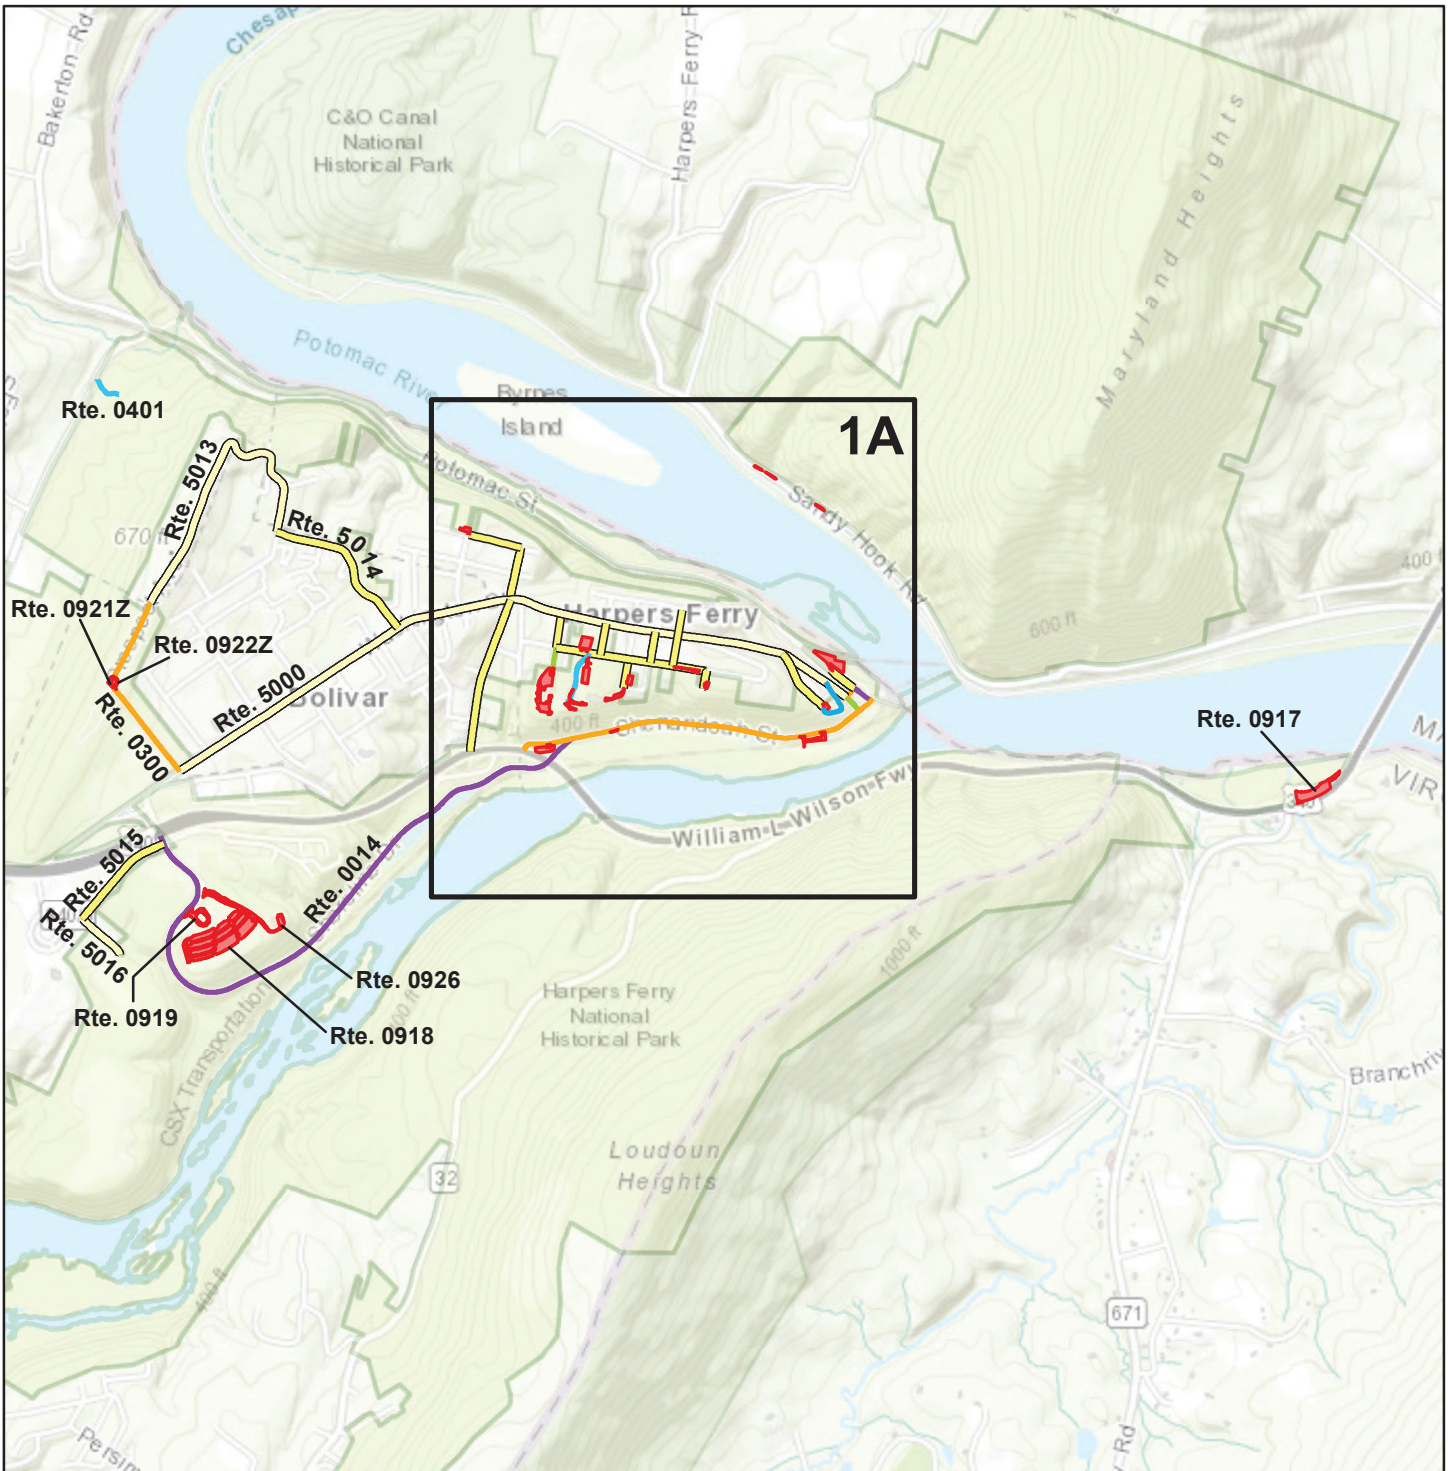 Bakerton Rd
Harpers Ferry
C&O Canal
National
Historical Park
Maryland Heights
Potomac River
Byrnes
Island
Rte. 0401
1A
Potomac St
Rte. 5013
Sandy Hook Rd
670 ft
Rte. 5014
400 ft
Rte. 0921Z
Harpers Ferry
600 ft
Rte. 0922Z
Rte. 5000
Bolivar
Rte. 0300
400 ft
Shenandoah St
Rte. 0917
340
VIR
William L Wilson Fwy
Rte. 5015
Rte. 0014
Rte. 5016
Rte. 0926
1000 ft
Harpers Ferry
National
Historical Park
Rte. 0919
Rte. 0918
CSX Transportation
Loudoun
Heights
32
400 ft
671
Rd